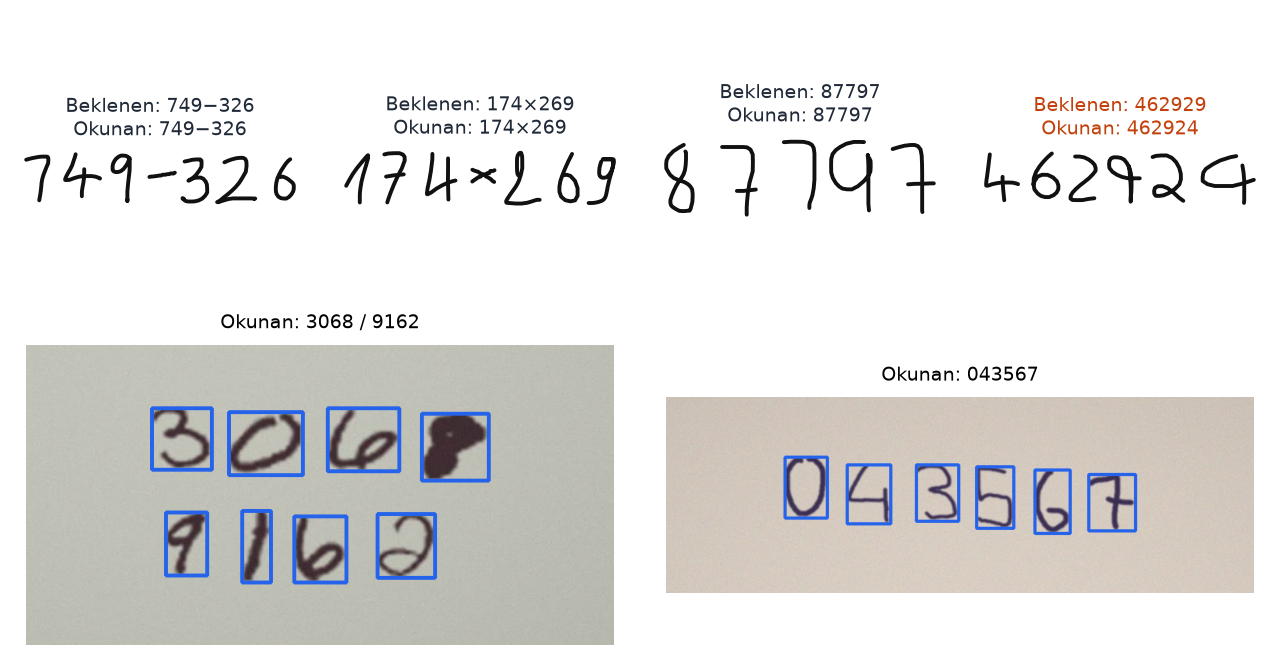 Beklenen: 749−326
Okunan: 749−326
749-326
Beklenen: 174×269
Okunan: 174×269
174×269
Beklenen: 87797
Okunan: 87797
87797
Beklenen: 462929
Okunan: 462924
462929
Okunan: 3068 / 9162
3068
9162
Okunan: 043567
043567